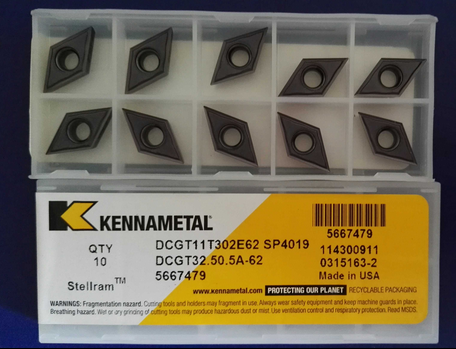 KENNAMETAL®
QTY
10
Stellram™
DCGT11T302E62 SP4019
DCGT32.50.5A-62
5667479
5667479
114300911
0315163-2
Made in USA
www.kennametal.com PROTECTING OUR PLANET RECYCLABLE PACKAGING
WARNINGS: Fragmentation hazard. Cutting tools and holders may fragment in use. Always wear safety equipment and keep machine guards in place.
Breathing hazard. Wet or dry grinding of cutting tools may produce hazardous dust or mist. Use ventilation control and respiratory protection. Read MSDS.